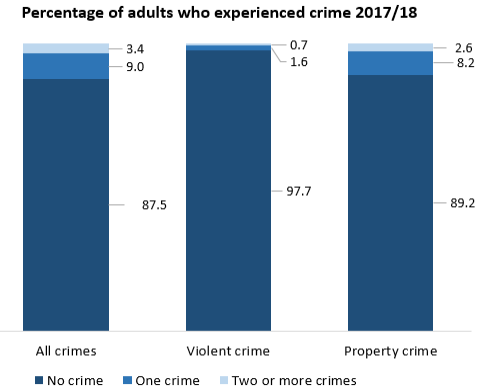 Percentage of adults who experienced crime 2017/18
3.4
9.0
87.5
0.7
1.6
97.7
2.6
8.2
89.2
All crimes
Violent crime
Property crime
No crime
One crime
Two or more crimes